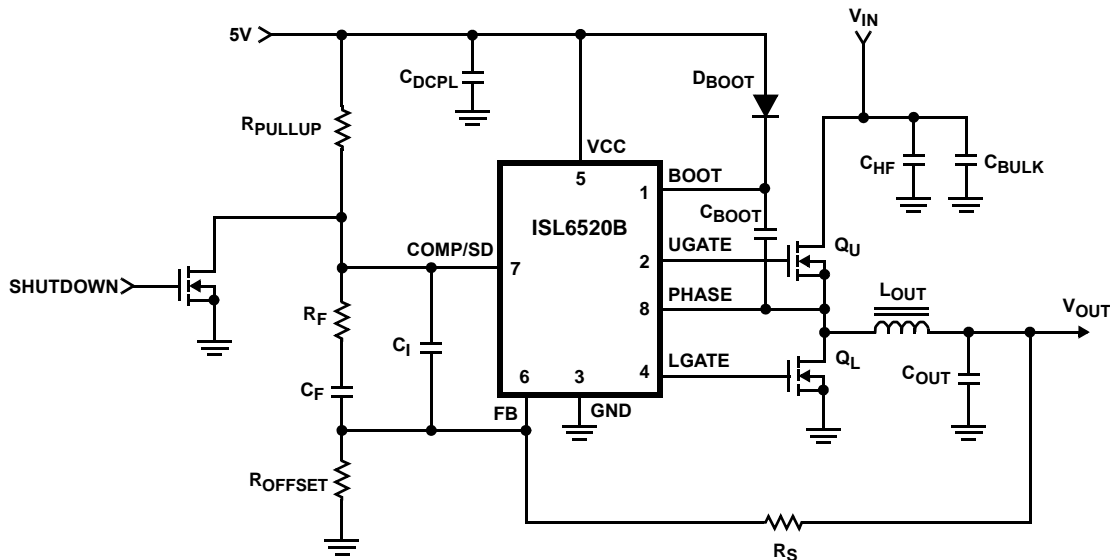 5V
V_IN
C_DCPL
D_BOOT
R_PULLUP
VCC
5
C_HF
C_BULK
1
BOOT
C_BOOT
ISL6520B
COMP/SD
7
UGATE
2
Q_U
SHUTDOWN
PHASE
8
L_OUT
V_OUT
R_F
C_I
LGATE
4
Q_L
C_OUT
C_F
6
3
FB
GND
R_OFFSET
R_S